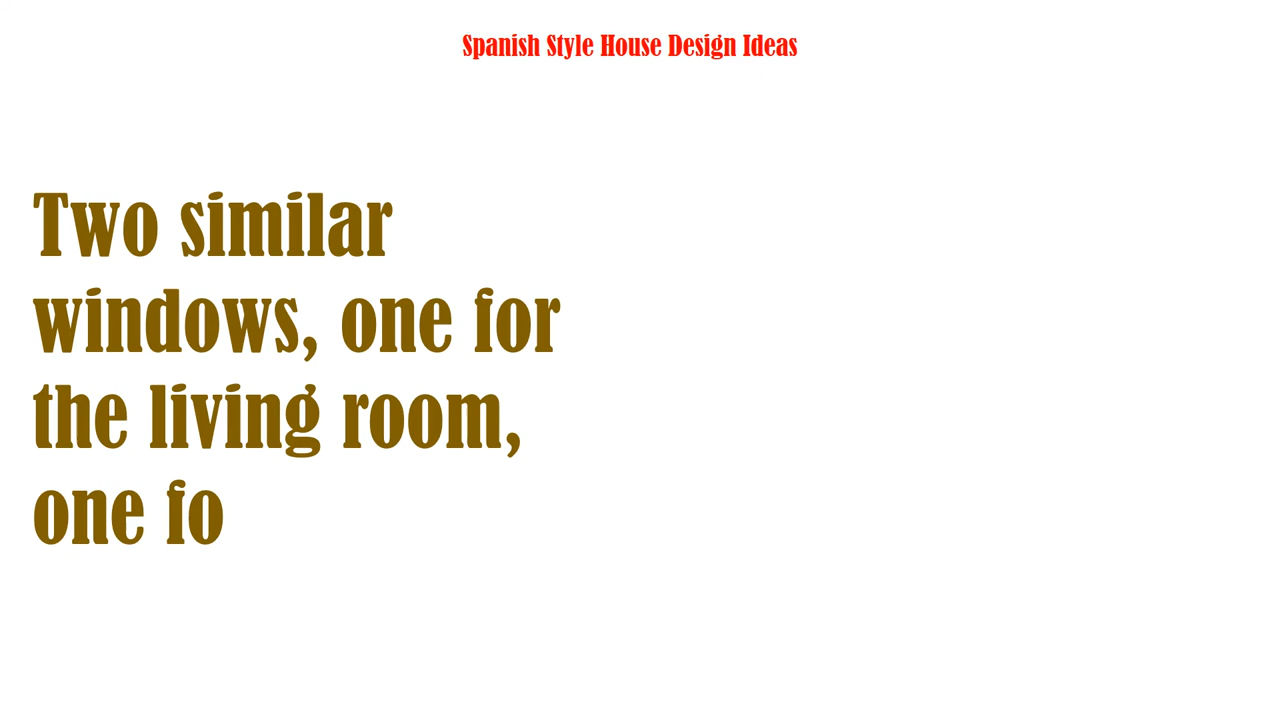 Spanish Style House Design Ideas
Two similar
windows, one for
the living room,
one fo